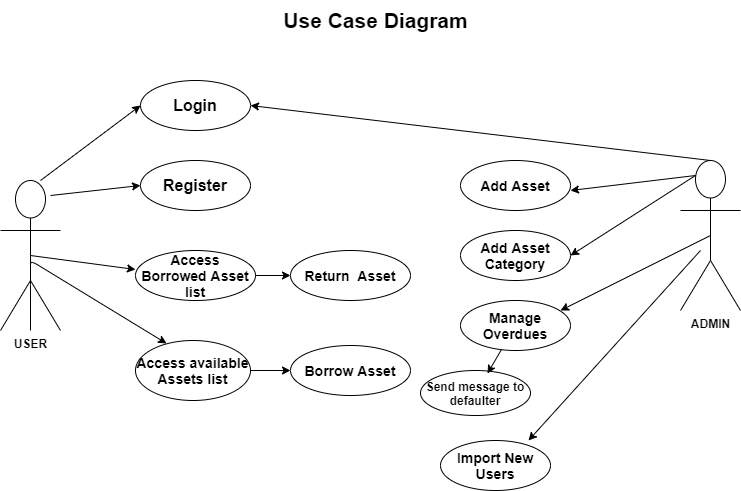 Use Case Diagram
Login
Register
Add Asset
Access
Borrowed Asset
list
Return  Asset
Add Asset
Category
USER
Manage
Overdues
ADMIN
Access available
Assets list
Borrow Asset
Send message to
defaulter
Import New
Users